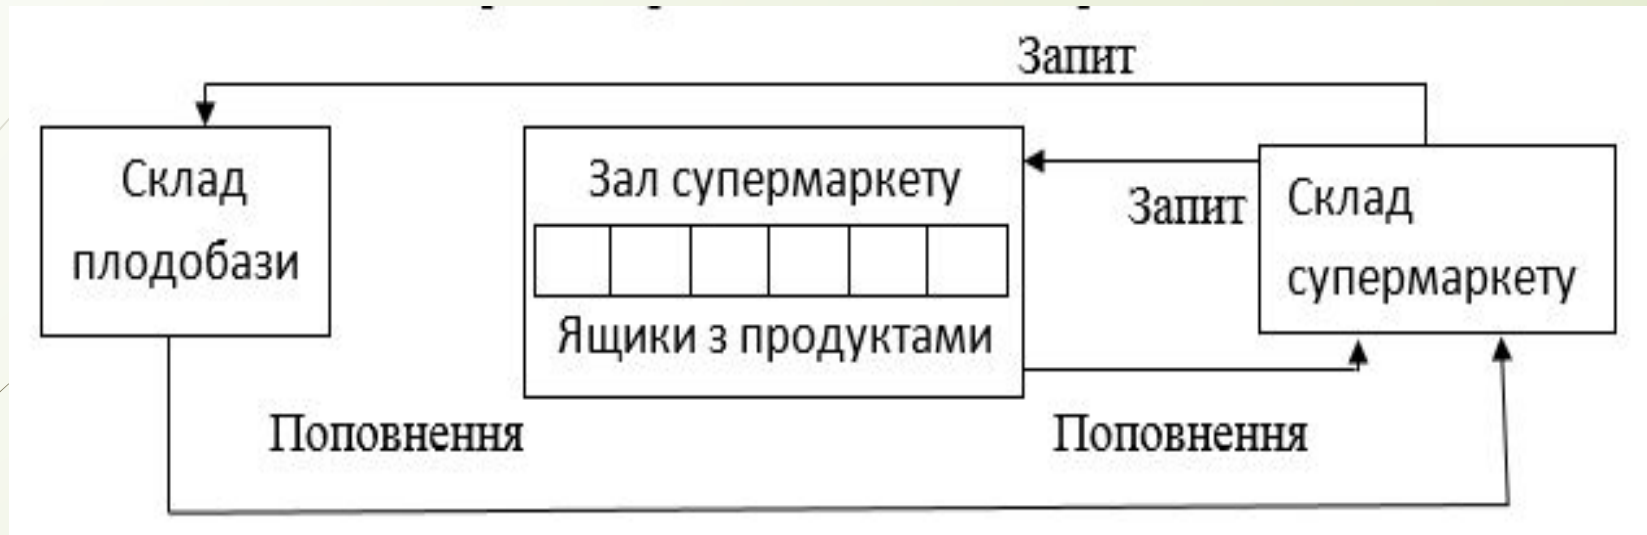 Запит
Склад
плодобази
Зал супермаркету
Ящики з продуктами
Запит
Склад
супермаркету
Поповнення
Поповнення